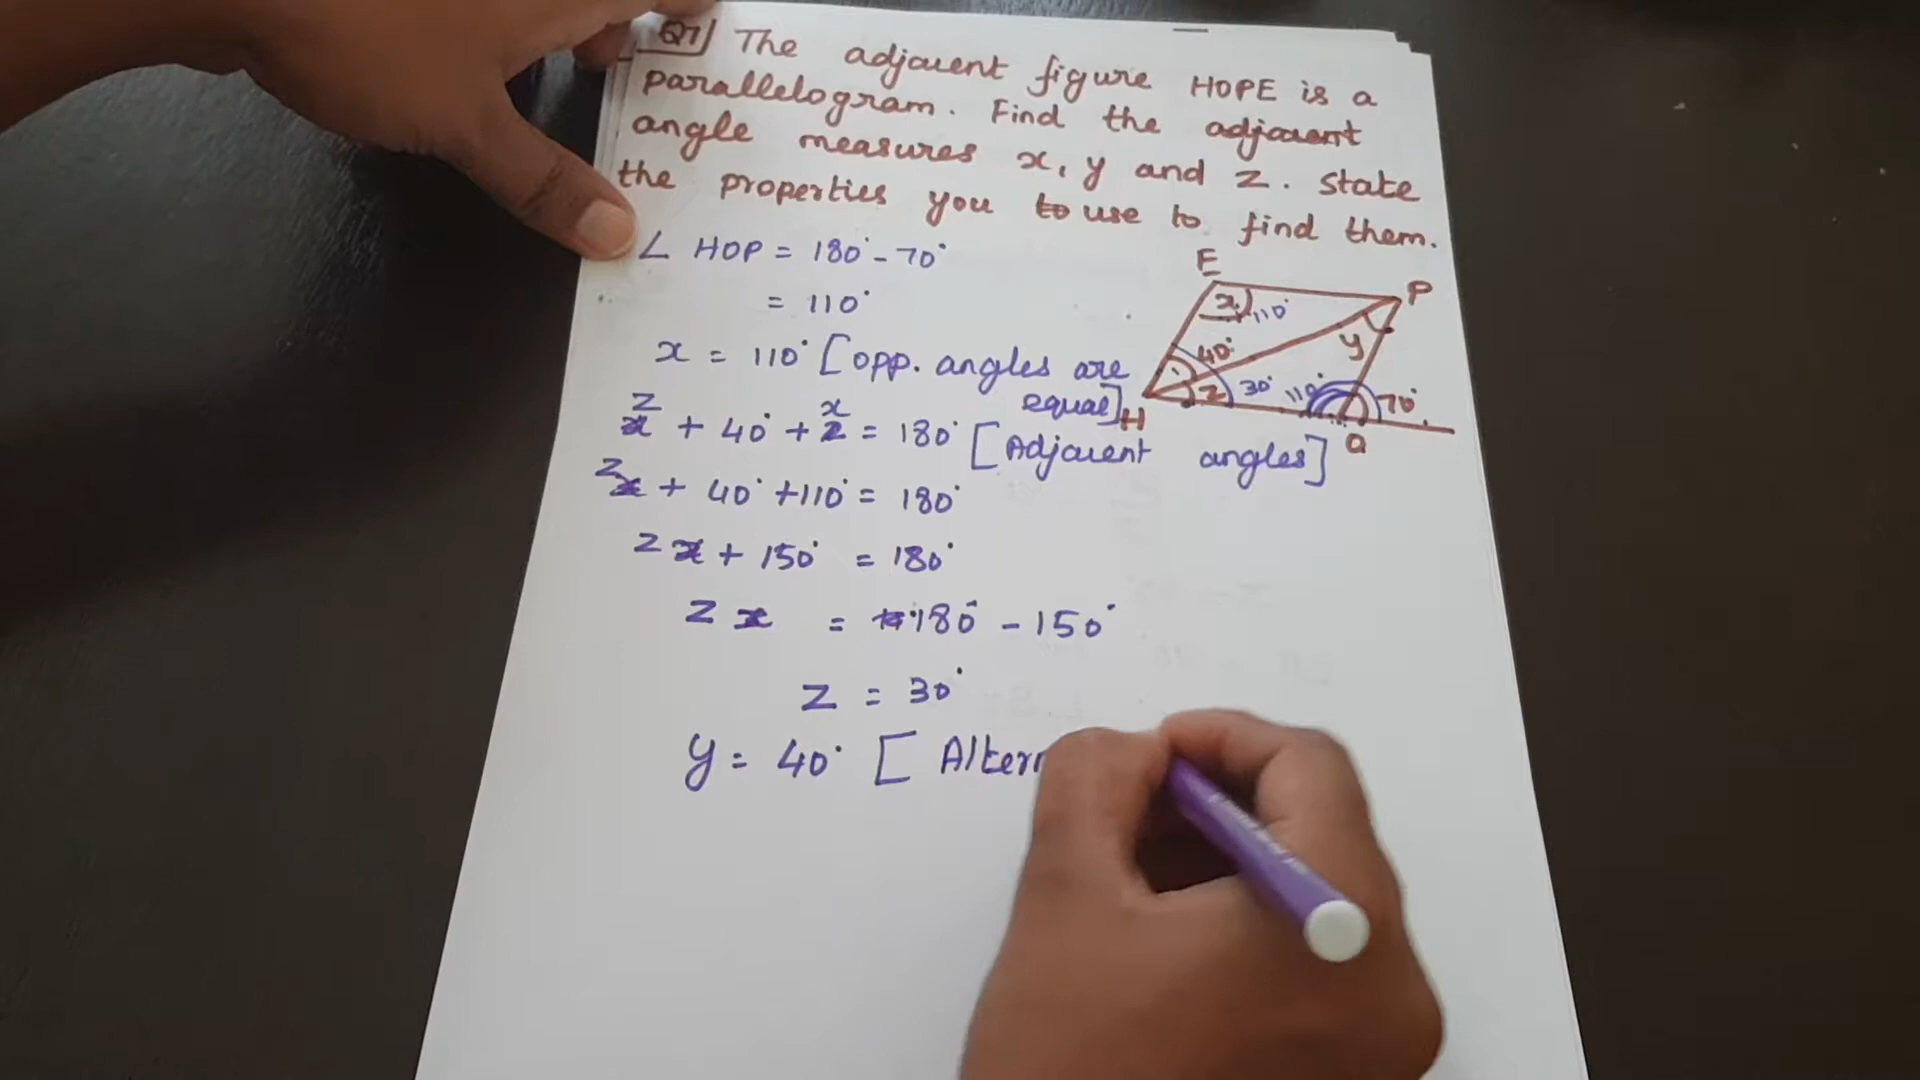 Q7 The adjacent figure HOPE is a
parallelogram. Find the adjacent
angle measures x, y and z. State
the properties you to use to find them.
∠ HOP = 180° - 70°
= 110°
x = 110° [opp. angles are
equal]
z + 40° + x = 180° [Adjacent angles]
z + 40° + 110° = 180°
z x + 150° = 180°
z x = 180° - 150°
z = 30°
y = 40° [ Altern
E
P
x 110°
y
40°
z 30° 110° 70°
H
O